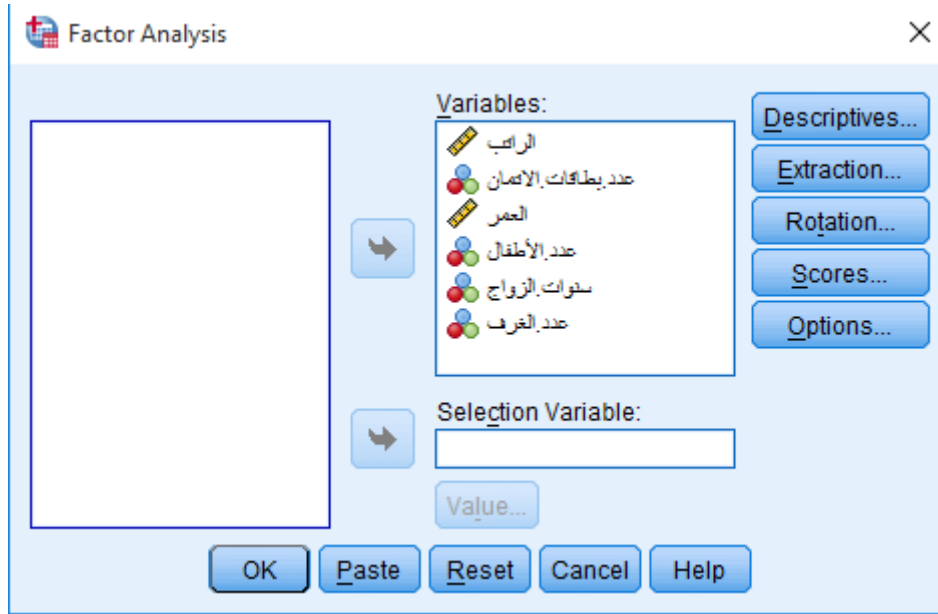 Factor Analysis
Variables:
الراتب
عدد.بطاقات.الائتمان
العمر
عدد.الأطفال
سنوات.الزواج
عدد.الغرف
Descriptives...
Extraction...
Rotation...
Scores...
Options...
Selection Variable:
Value...
OK Paste Reset Cancel Help